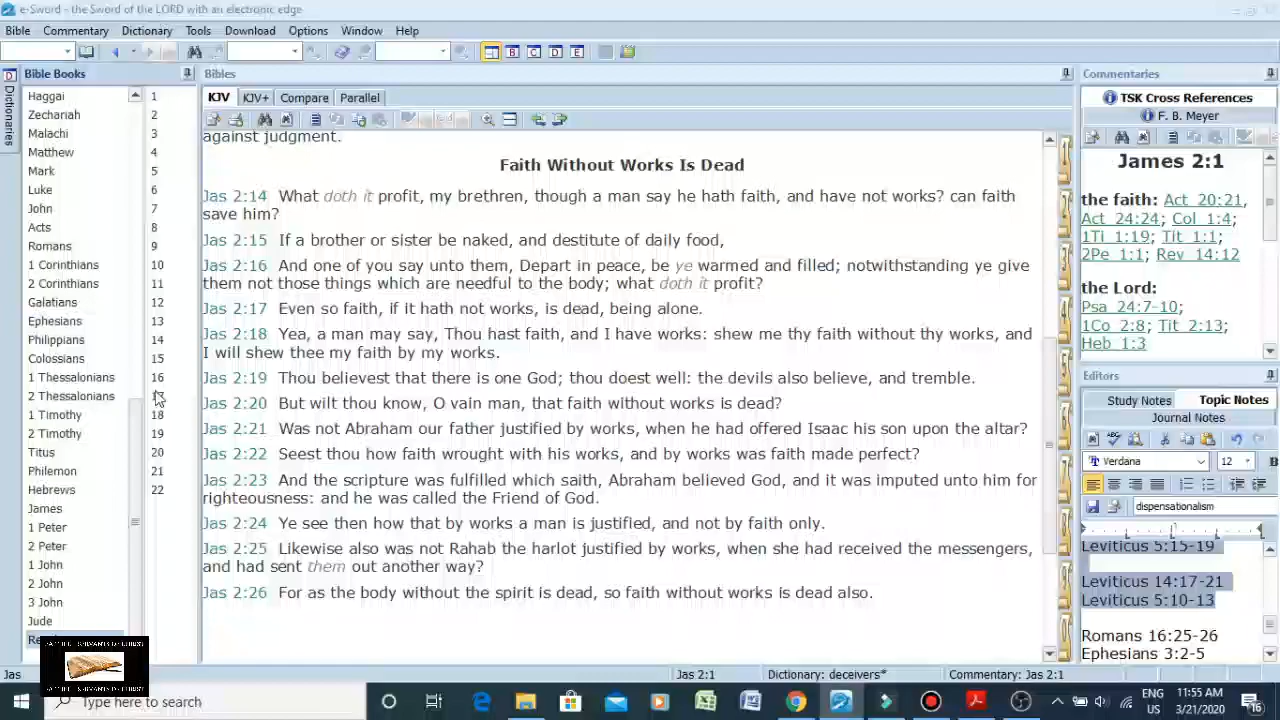 e-Sword - the Sword of the LORD with an electronic edge
Bible Commentary Dictionary Tools Download Options Window Help
B C D E
D Bible Books
Dictionaries
Haggai
Zechariah
Malachi
Matthew
Mark
Luke
John
Acts
Romans
1 Corinthians
2 Corinthians
Galatians
Ephesians
Philippians
Colossians
1 Thessalonians
2 Thessalonians
1 Timothy
2 Timothy
Titus
Philemon
Hebrews
James
1 Peter
2 Peter
1 John
2 John
3 John
Jude
1
2
3
4
5
6
7
8
9
10
11
12
13
14
15
16
18
19
20
21
22
Bibles
KJV KJV+ Compare Parallel
against judgment.
Faith Without Works Is Dead
Jas 2:14 What doth it profit, my brethren, though a man say he hath faith, and have not works? can faith
save him?
Jas 2:15 If a brother or sister be naked, and destitute of daily food,
Jas 2:16 And one of you say unto them, Depart in peace, be ye warmed and filled; notwithstanding ye give
them not those things which are needful to the body; what doth it profit?
Jas 2:17 Even so faith, if it hath not works, is dead, being alone.
Jas 2:18 Yea, a man may say, Thou hast faith, and I have works: shew me thy faith without thy works, and
I will shew thee my faith by my works.
Jas 2:19 Thou believest that there is one God; thou doest well: the devils also believe, and tremble.
Jas 2:20 But wilt thou know, O vain man, that faith without works is dead?
Jas 2:21 Was not Abraham our father justified by works, when he had offered Isaac his son upon the altar?
Jas 2:22 Seest thou how faith wrought with his works, and by works was faith made perfect?
Jas 2:23 And the scripture was fulfilled which saith, Abraham believed God, and it was imputed unto him for
righteousness: and he was called the Friend of God.
Jas 2:24 Ye see then how that by works a man is justified, and not by faith only.
Jas 2:25 Likewise also was not Rahab the harlot justified by works, when she had received the messengers,
and had sent them out another way?
Jas 2:26 For as the body without the spirit is dead, so faith without works is dead also.
Commentaries
TSK Cross References
F. B. Meyer
James 2:1
the faith: Act 20:21,
Act 24:24; Col 1:4;
1Ti 1:19; Tit 1:1;
2Pe 1:1; Rev 14:12
the Lord:
Psa 24:7-10;
1Co 2:8; Tit 2:13;
Heb 1:3
Editors
Study Notes Topic Notes
Journal Notes
Verdana 12
B I U
dispensationalism
Leviticus 5:15-19
Leviticus 14:17-21
Leviticus 5:10-13
Romans 16:25-26
Ephesians 3:2-5
Jas Jas 2:1 Dictionary: deceivers* Commentary: Jas 2:1
Type here to search
ENG
US
11:55 AM
3/21/2020
16